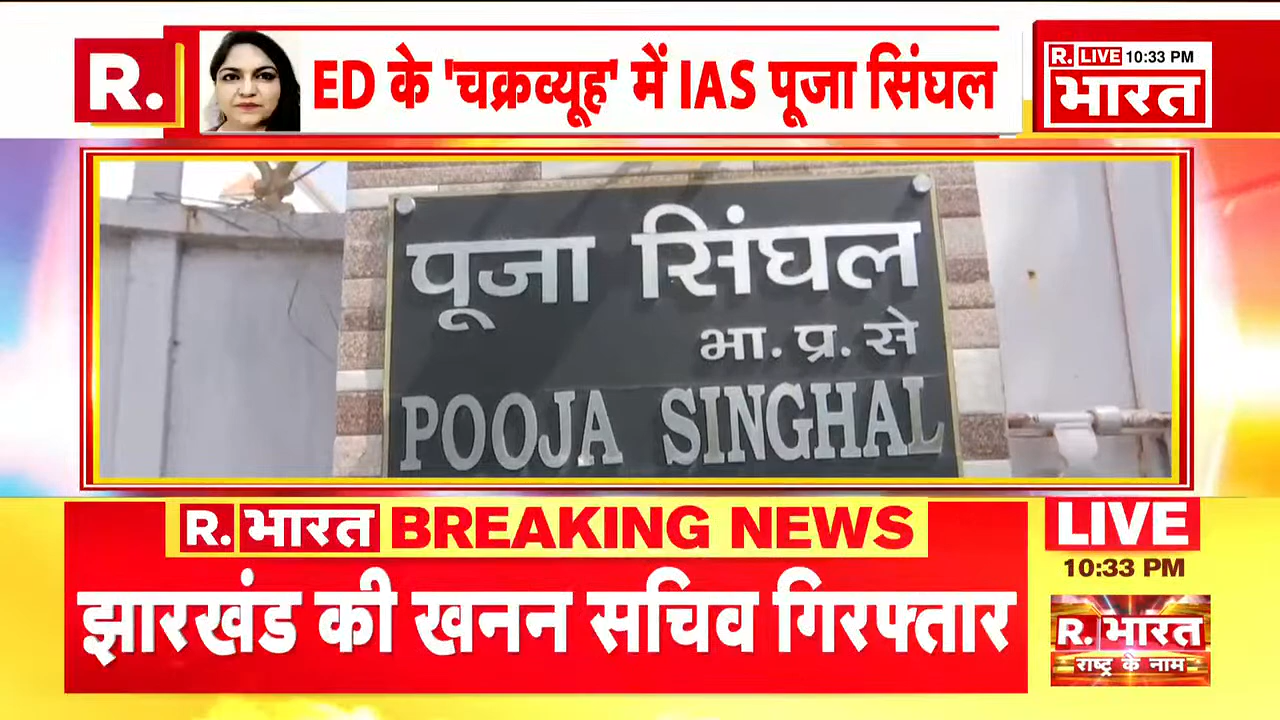 R.
ED के 'चक्रव्यूह' में IAS पूजा सिंघल
R. LIVE 10:33 PM
भारत
पूजा सिंघल
भा. प्र. से
POOJA SINGHAL
R. भारत BREAKING NEWS
झारखंड की खनन सचिव गिरफ्तार
LIVE
10:33 PM
R. भारत
राष्ट्र के नाम